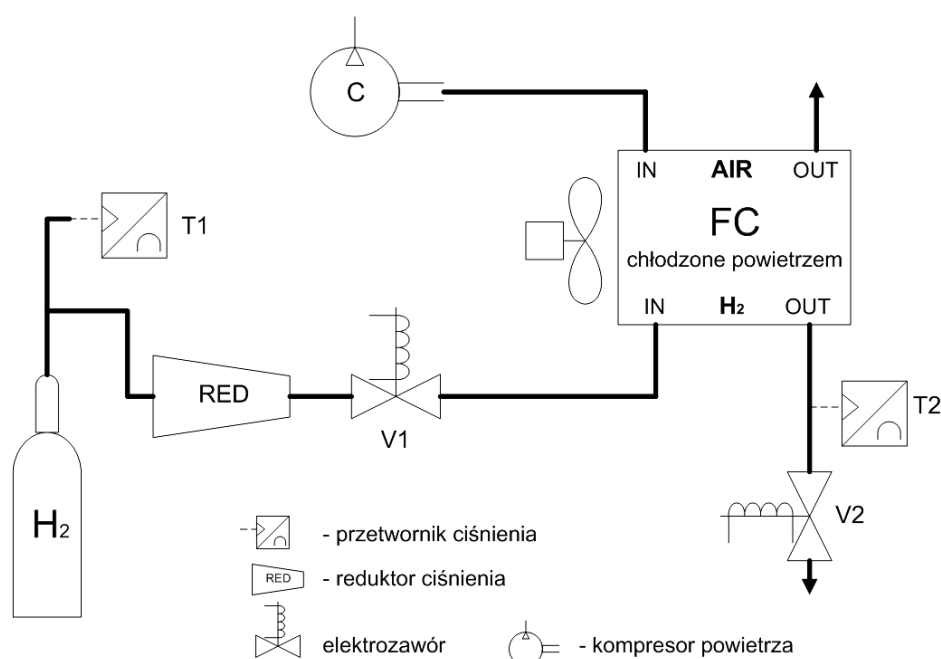 C
IN AIR OUT
FC
chłodzone powietrzem
IN H₂ OUT
T1
RED
V1
T2
V2
H₂
- przetwornik ciśnienia
RED - reduktor ciśnienia
elektrozawór
- kompresor powietrza